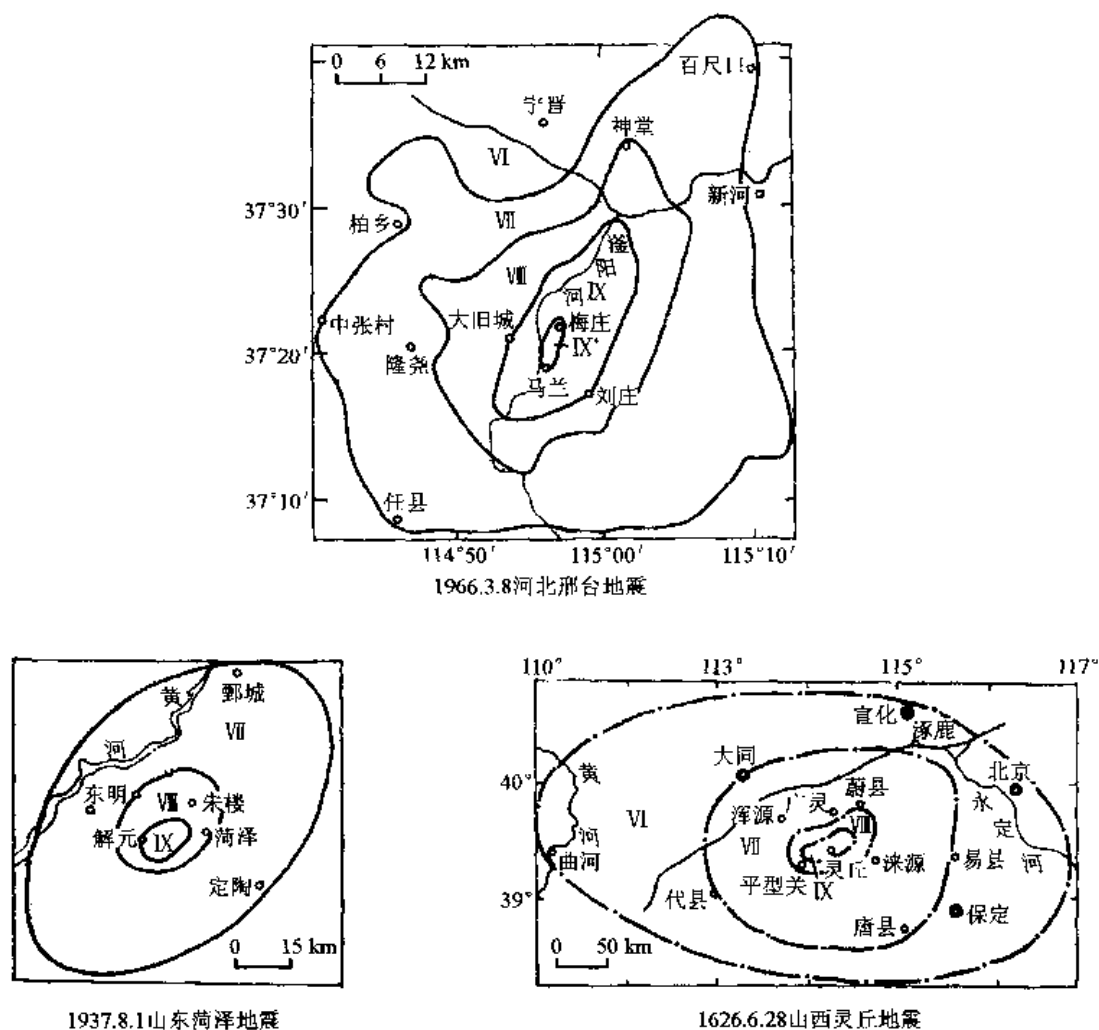 0 6 12 km
百尺口
宁晋
神堂
Ⅵ
新河
37°30′
柏乡
Ⅶ
滏
Ⅷ
阳
河
Ⅸ
大旧城
梅庄
中张村
Ⅸ⁺
37°20′
隆尧
马兰
刘庄
任县
37°10′
114°50′ 115°00′ 115°10′
1966.3.8河北邢台地震
黄
鄄城
Ⅶ
河
东明
Ⅷ
朱楼
解元
Ⅸ
菏泽
定陶
0 15 km
1937.8.1山东菏泽地震
110° 113° 115° 117°
宣化
涿鹿
大同
黄
北京
40°
蔚县
浑源
广灵
永
Ⅵ
Ⅷ
定
河
Ⅶ
曲河
灵丘
涞源
易县
河
平型关
Ⅸ
39°
代县
保定
唐县
0 50 km
1626.6.28山西灵丘地震